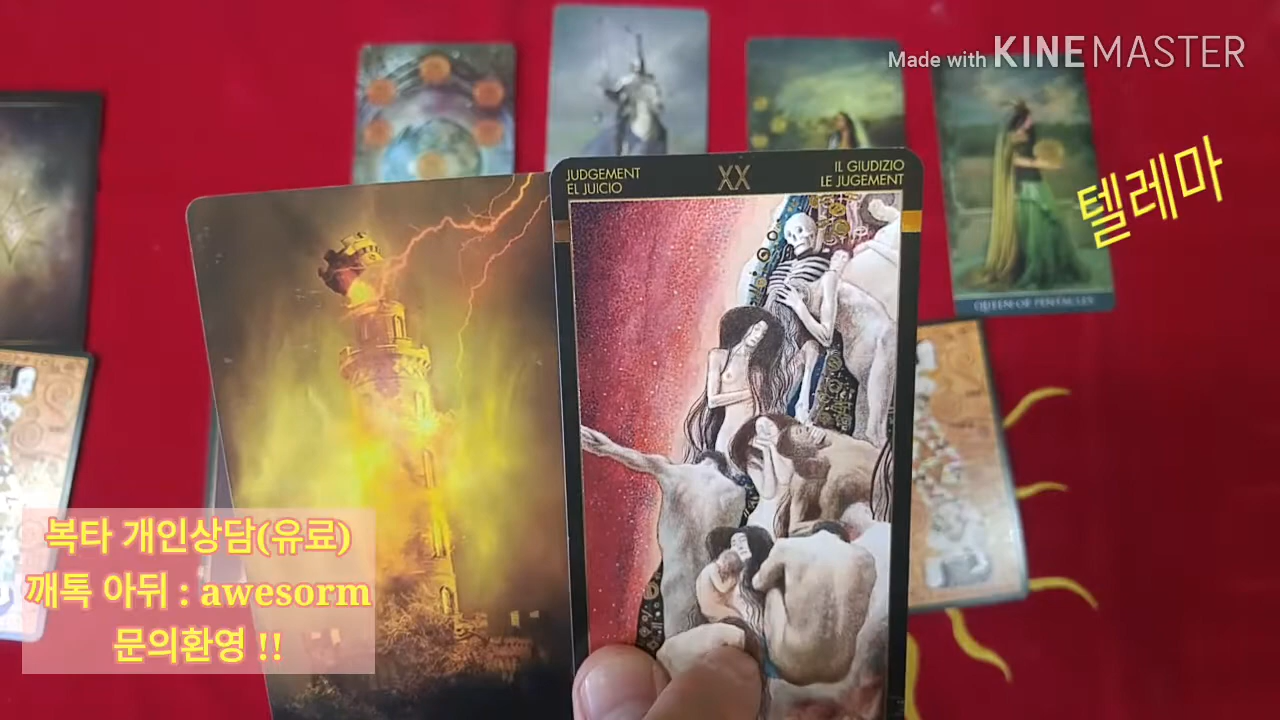 Made with KINEMASTER
텔레마
JUDGEMENT
EL JUICIO
XX
IL GIUDIZIO
LE JUGEMENT
QUEEN OF PENTACLES
복타 개인상담(유료)
깨톡 아뒤 : awesorm
문의환영 !!